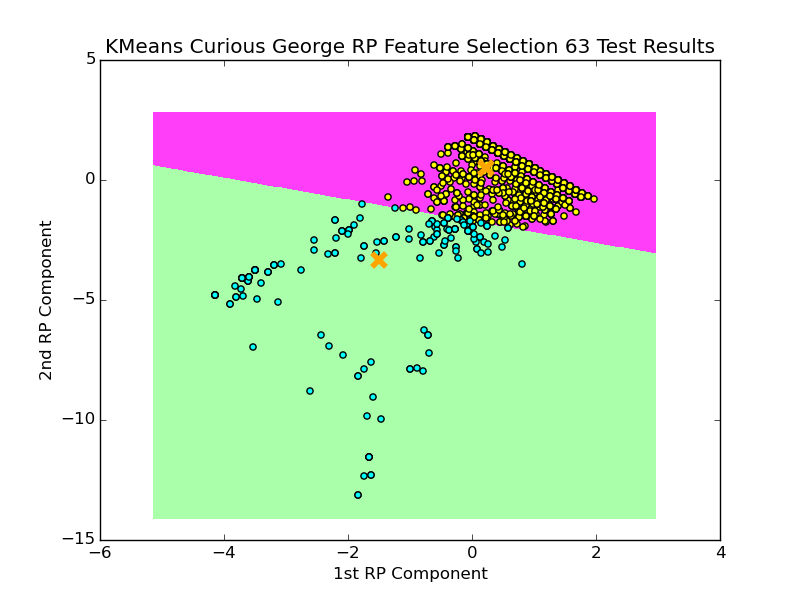 KMeans Curious George RP Feature Selection 63 Test Results
5
0
−5
−10
−15
−6 −4 −2 0 2 4
1st RP Component
2nd RP Component